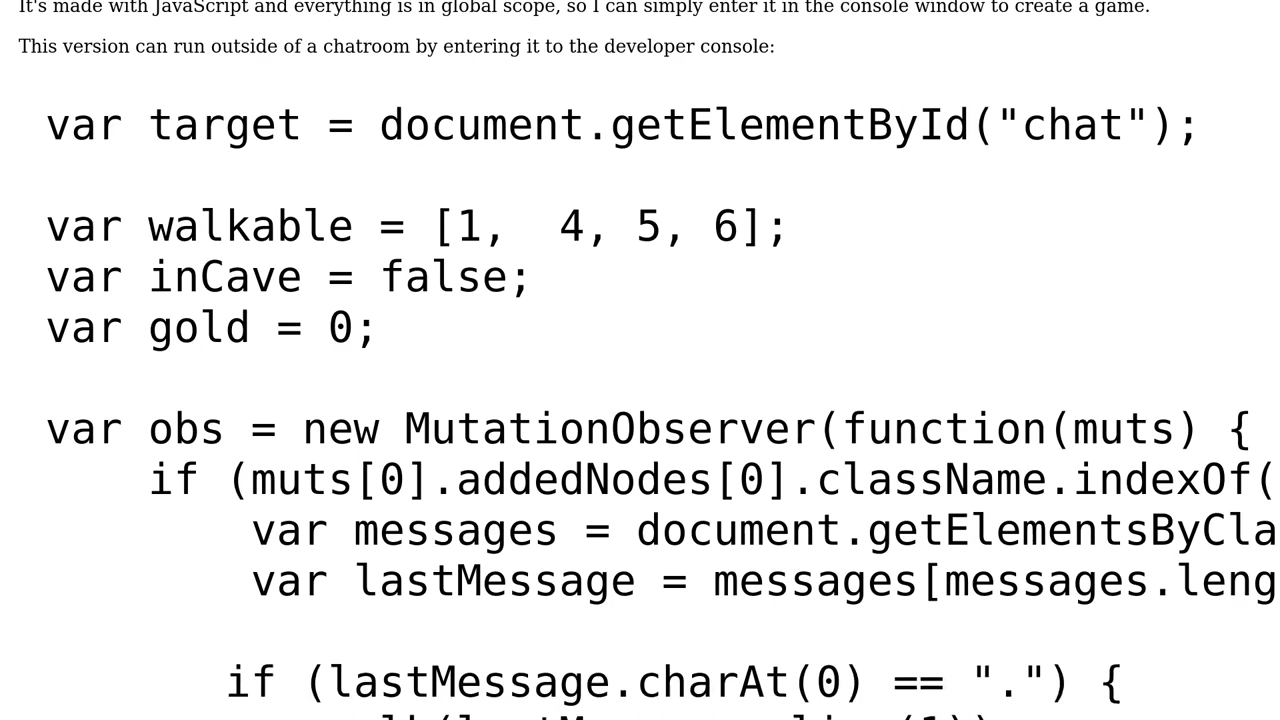 It's made with JavaScript and everything is in global scope, so I can simply enter it in the console window to create a game.
This version can run outside of a chatroom by entering it to the developer console:
var target = document.getElementById("chat");
var walkable = [1,  4, 5, 6];
var inCave = false;
var gold = 0;
var obs = new MutationObserver(function(muts) {
if (muts[0].addedNodes[0].className.indexOf(
var messages = document.getElementsByCla
var lastMessage = messages[messages.leng
if (lastMessage.charAt(0) == ".") {